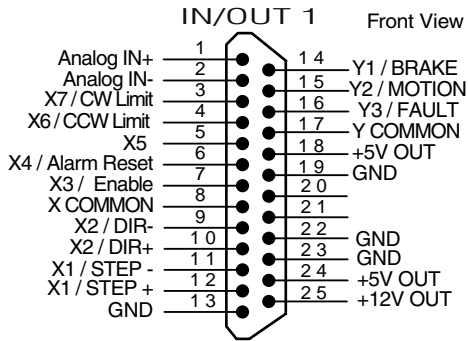 IN/OUT 1 Front View
Analog IN+ 1
Analog IN- 2
X7 / CW Limit 3
X6 / CCW Limit 4
X5 5
X4 / Alarm Reset 6
X3 / Enable 7
X COMMON 8
X2 / DIR- 9
X2 / DIR+ 10
X1 / STEP - 11
X1 / STEP + 12
GND 13
14 Y1 / BRAKE
15 Y2 / MOTION
16 Y3 / FAULT
17 Y COMMON
18 +5V OUT
19 GND
20
21
22 GND
23 GND
24 +5V OUT
25 +12V OUT